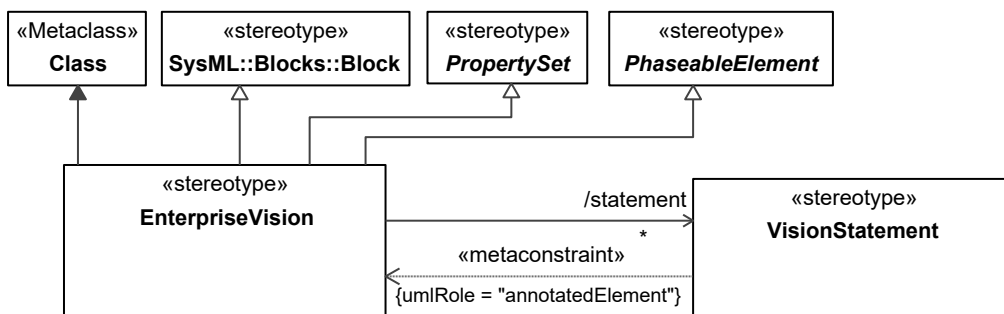 «Metaclass»
Class
«stereotype»
SysML::Blocks::Block
«stereotype»
PropertySet
«stereotype»
PhaseableElement
«stereotype»
EnterpriseVision
/statement
*
«metaconstraint»
{umlRole = "annotatedElement"}
«stereotype»
VisionStatement